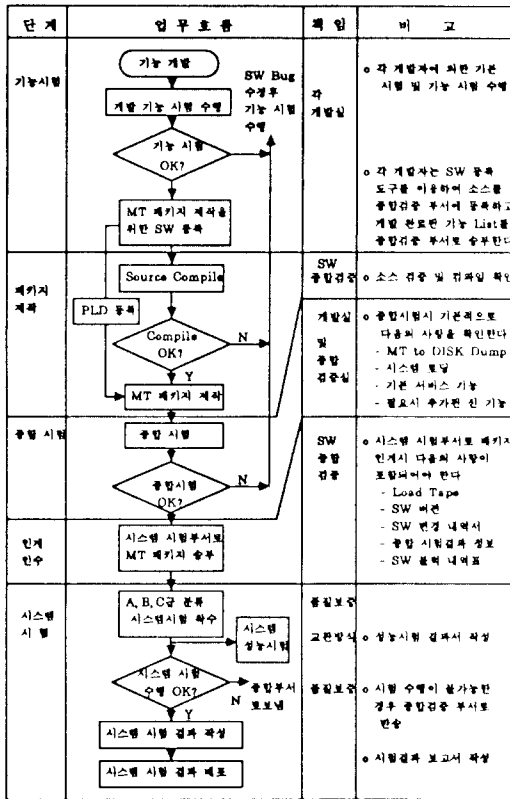 단 계
업 무 흐 름
책 임
비 고
기능시험
기능 개발
개발 기능 시험 수행
기능 시험
OK?
SW Bug
수정후
기능 시험
수행
MT 패키지 제작을
위한 SW 등록
각
개발실
o 각 개발자에 의한 기본
시험 및 기능 시험 수행
o 각 개발자는 SW 등록
도구를 이용하여 소스를
종합검증 부서에 등록하고
개발 완료된 기능 List를
종합검증 부서로 송부한다
패키지
제작
Source Compile
PLD 등록
Compile
OK?
N
Y
MT 패키지 제작
SW
종합검증
o 소스 검증 및 컴파일 확인
개발실
및
종합
검증실
o 종합시험시 기본적으로
다음의 사항을 확인한다
- MT to DISK Dump
- 시스템 로딩
- 기본 서비스 기능
- 필요시 추가된 신 기능
종합 시험
종합 시험
종합시험
OK?
N
Y
SW
종합
검증
o 시스템 시험부서로 패키지
인계시 다음의 사항이
포함되어야 한다
- Load Tape
- SW 버전
- SW 변경 내역서
- 종합 시험결과 정보
- SW 블럭 내역표
인계
인수
시스템 시험부서로
MT 패키지 송부
시스템
시 험
A, B, C급 분류
시스템시험 착수
시스템
성능시험
시스템 시험
수행 OK?
N
종합부서
로보냄
Y
시스템 시험 결과 작성
시스템 시험 결과 배포
품질보증
교환방식
o 성능시험 결과서 작성
품질보증
o 시험 수행이 불가능한
경우 종합검증 부서로
반송
o 시험결과 보고서 작성